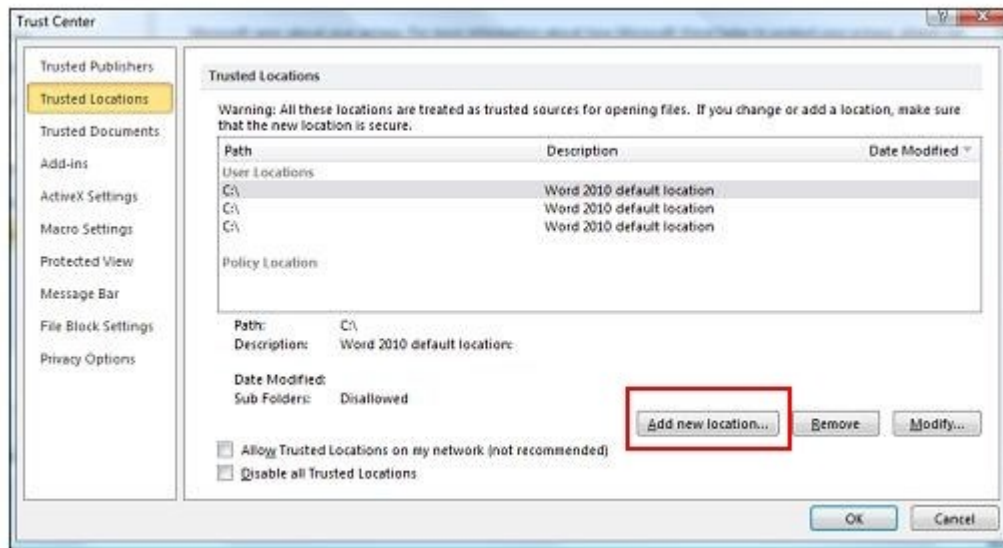 Trust Center
Trusted Publishers
Trusted Locations
Trusted Documents
Add-ins
ActiveX Settings
Macro Settings
Protected View
Message Bar
File Block Settings
Privacy Options
Trusted Locations
Warning: All these locations are treated as trusted sources for opening files. If you change or add a location, make sure
that the new location is secure.
Path Description Date Modified
User Locations
C:\ Word 2010 default location
C:\ Word 2010 default location
C:\ Word 2010 default location
Policy Location
Path: C:\
Description: Word 2010 default location:
Date Modified:
Sub Folders: Disallowed
Add new location... Remove Modify...
Allow Trusted Locations on my network (not recommended)
Disable all Trusted Locations
OK Cancel